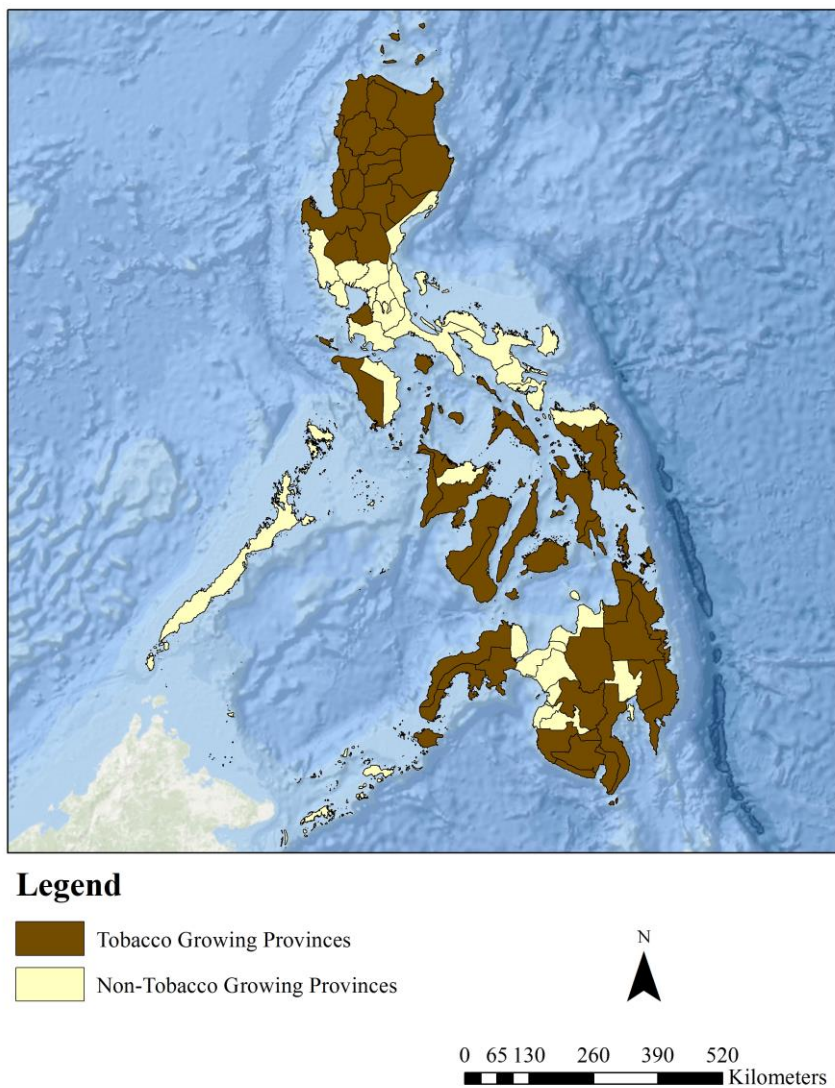 Legend
Tobacco Growing Provinces
Non-Tobacco Growing Provinces
N
0 65 130 260 390 520
Kilometers